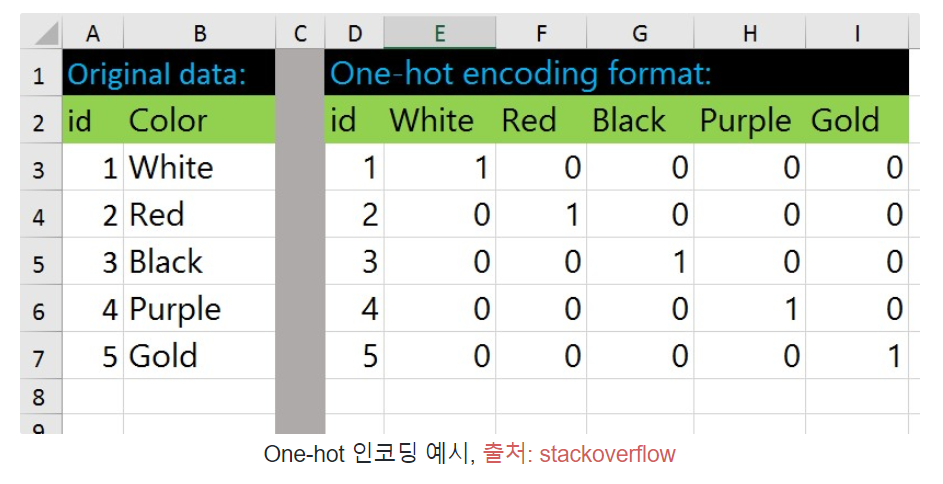 A B C D E F G H I
1 Original data: One-hot encoding format:
2 id Color id White Red Black Purple Gold
3 1 White 1 1 0 0 0 0
4 2 Red 2 0 1 0 0 0
5 3 Black 3 0 0 1 0 0
6 4 Purple 4 0 0 0 1 0
7 5 Gold 5 0 0 0 0 1
8
9
One-hot 인코딩 예시, 출처: stackoverflow